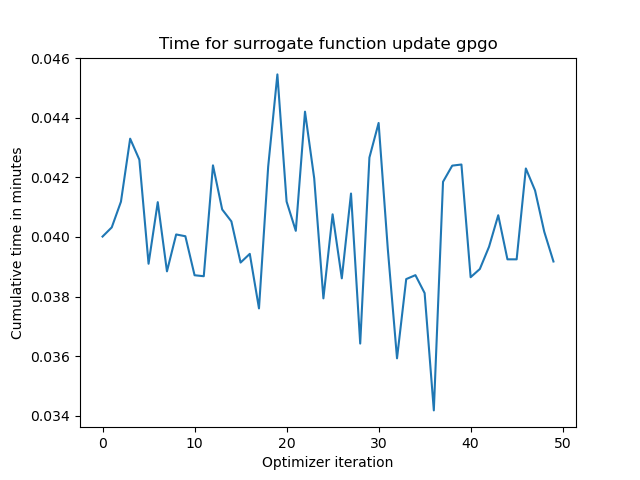 Time for surrogate function update gpgo
Cumulative time in minutes
0.046
0.044
0.042
0.040
0.038
0.036
0.034
0 10 20 30 40 50
Optimizer iteration